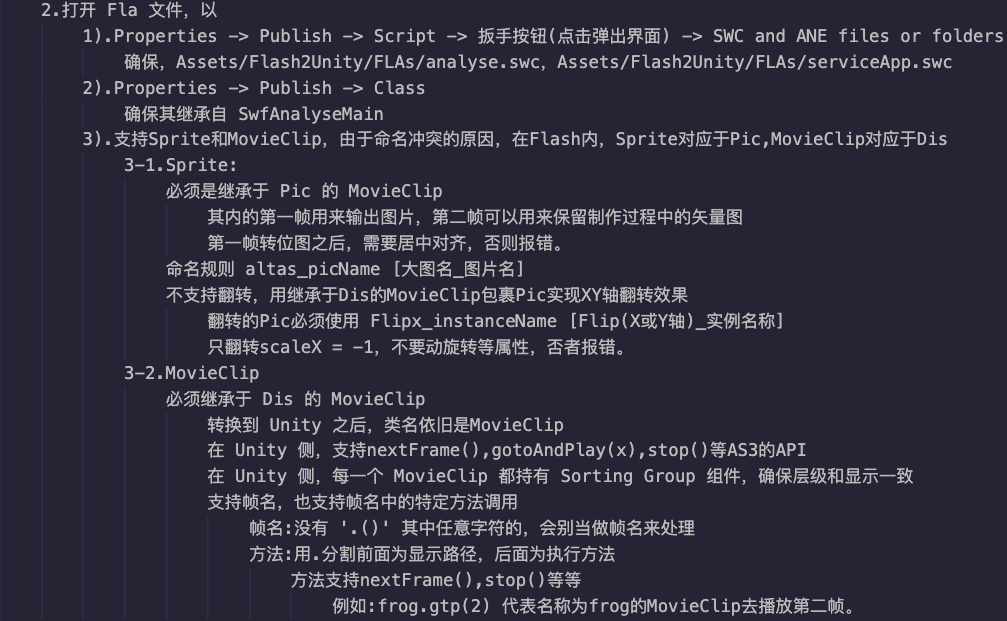 2.打开 Fla 文件，以
1).Properties -> Publish -> Script -> 扳手按钮(点击弹出界面) -> SWC and ANE files or folders
确保，Assets/Flash2Unity/FLAs/analyse.swc，Assets/Flash2Unity/FLAs/serviceApp.swc
2).Properties -> Publish -> Class
确保其继承自 SwfAnalyseMain
3).支持Sprite和MovieClip，由于命名冲突的原因，在Flash内，Sprite对应于Pic,MovieClip对应于Dis
3-1.Sprite:
必须是继承于 Pic 的 MovieClip
其内的第一帧用来输出图片，第二帧可以用来保留制作过程中的矢量图
第一帧转位图之后，需要居中对齐，否则报错。
命名规则 altas_picName [大图名_图片名]
不支持翻转，用继承于Dis的MovieClip包裹Pic实现XY轴翻转效果
翻转的Pic必须使用 Flipx_instanceName [Flip(X或Y轴)_实例名称]
只翻转scaleX = -1，不要动旋转等属性，否者报错。
3-2.MovieClip
必须继承于 Dis 的 MovieClip
转换到 Unity 之后，类名依旧是MovieClip
在 Unity 侧，支持nextFrame(),gotoAndPlay(x),stop()等AS3的API
在 Unity 侧，每一个 MovieClip 都持有 Sorting Group 组件，确保层级和显示一致
支持帧名，也支持帧名中的特定方法调用
帧名:没有 '.()' 其中任意字符的，会别当做帧名来处理
方法:用.分割前面为显示路径，后面为执行方法
方法支持nextFrame(),stop()等等
例如:frog.gtp(2) 代表名称为frog的MovieClip去播放第二帧。